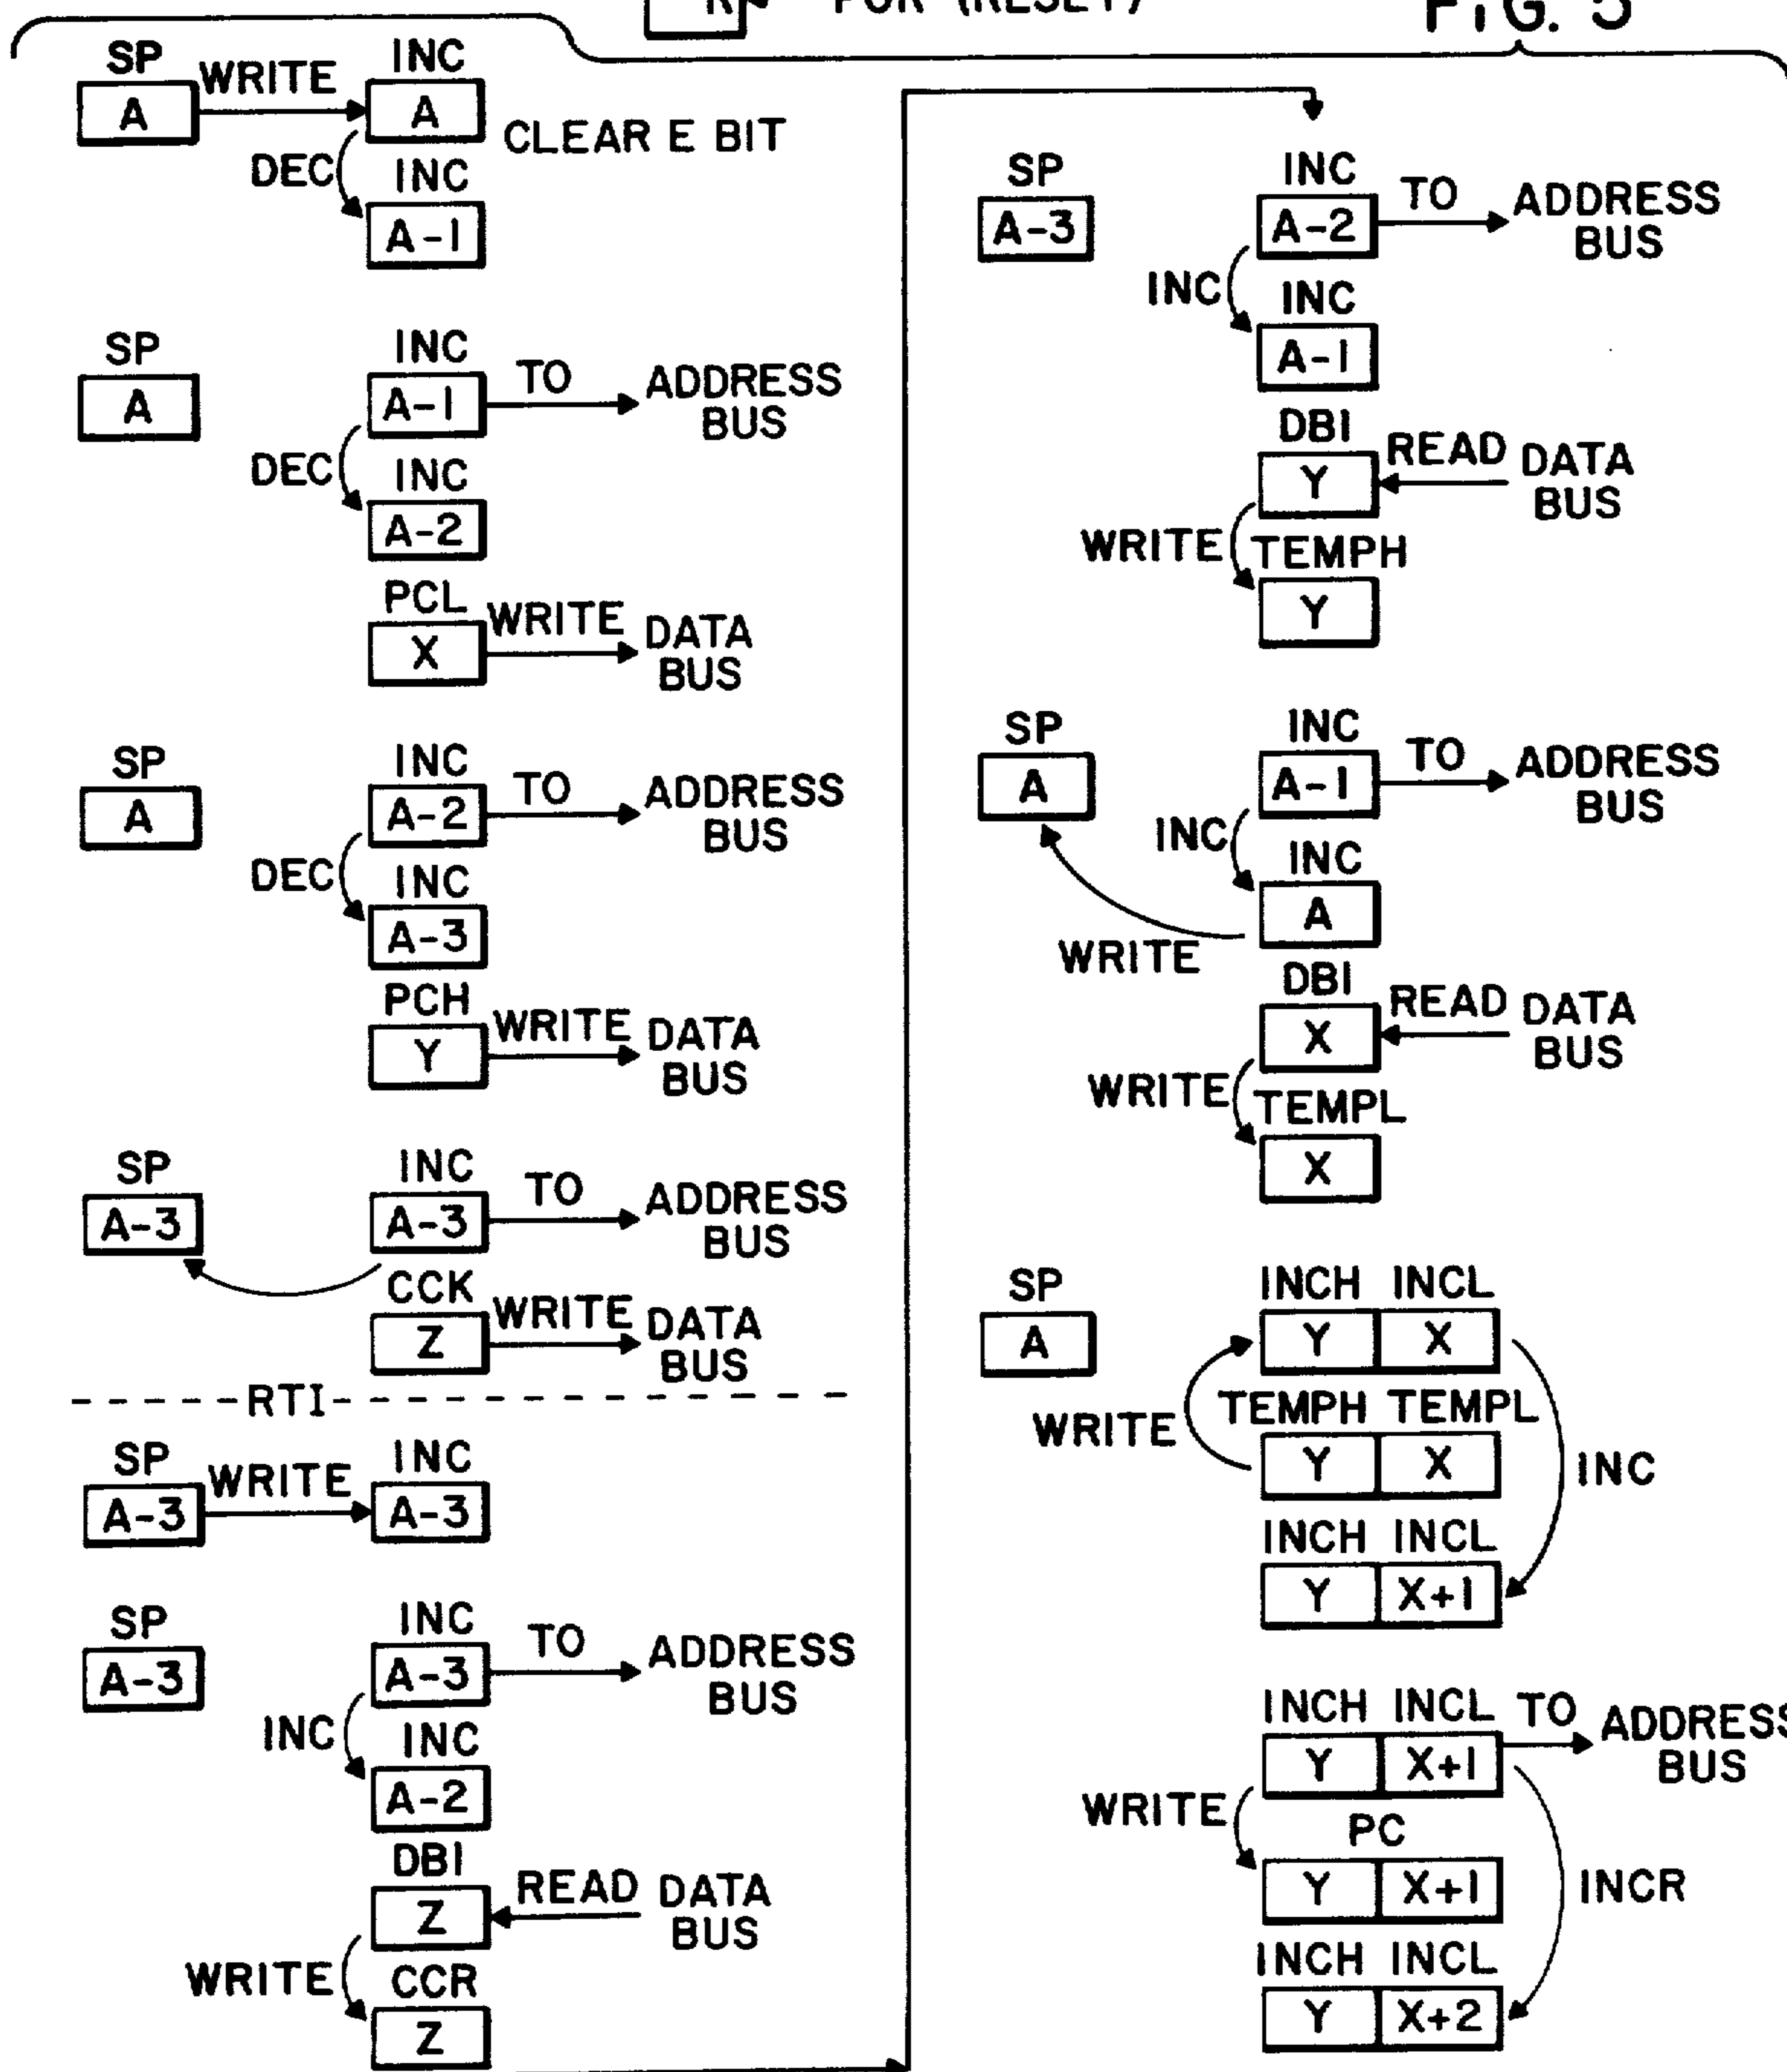 R POR (RESET)
FIG. 5
SP INC
A WRITE A CLEAR E BIT
DEC INC
A-1
SP INC
A A-1 TO ADDRESS BUS
DEC INC
A-2
PCL
X WRITE DATA BUS
SP INC
A A-2 TO ADDRESS BUS
DEC INC
A-3
PCH
Y WRITE DATA BUS
SP INC
A-3 A-3 TO ADDRESS BUS
CCK
Z WRITE DATA BUS
RTI
SP INC
A-3 WRITE A-3
SP INC
A-3 A-3 TO ADDRESS BUS
INC INC
A-2
DBI
Z READ DATA BUS
WRITE CCR
Z
SP INC
A-3 A-2 TO ADDRESS BUS
INC INC
A-1
DBI
Y READ DATA BUS
WRITE TEMPH
Y
SP INC
A A-1 TO ADDRESS BUS
INC INC
A
WRITE
DBI
X READ DATA BUS
WRITE TEMPL
X
SP INCH INCL
A Y X
TEMPH TEMPL
WRITE Y X INC
INCH INCL
Y X+1
INCH INCL TO ADDRESS BUS
Y X+1
WRITE PC
Y X+1 INCR
INCH INCL
Y X+2